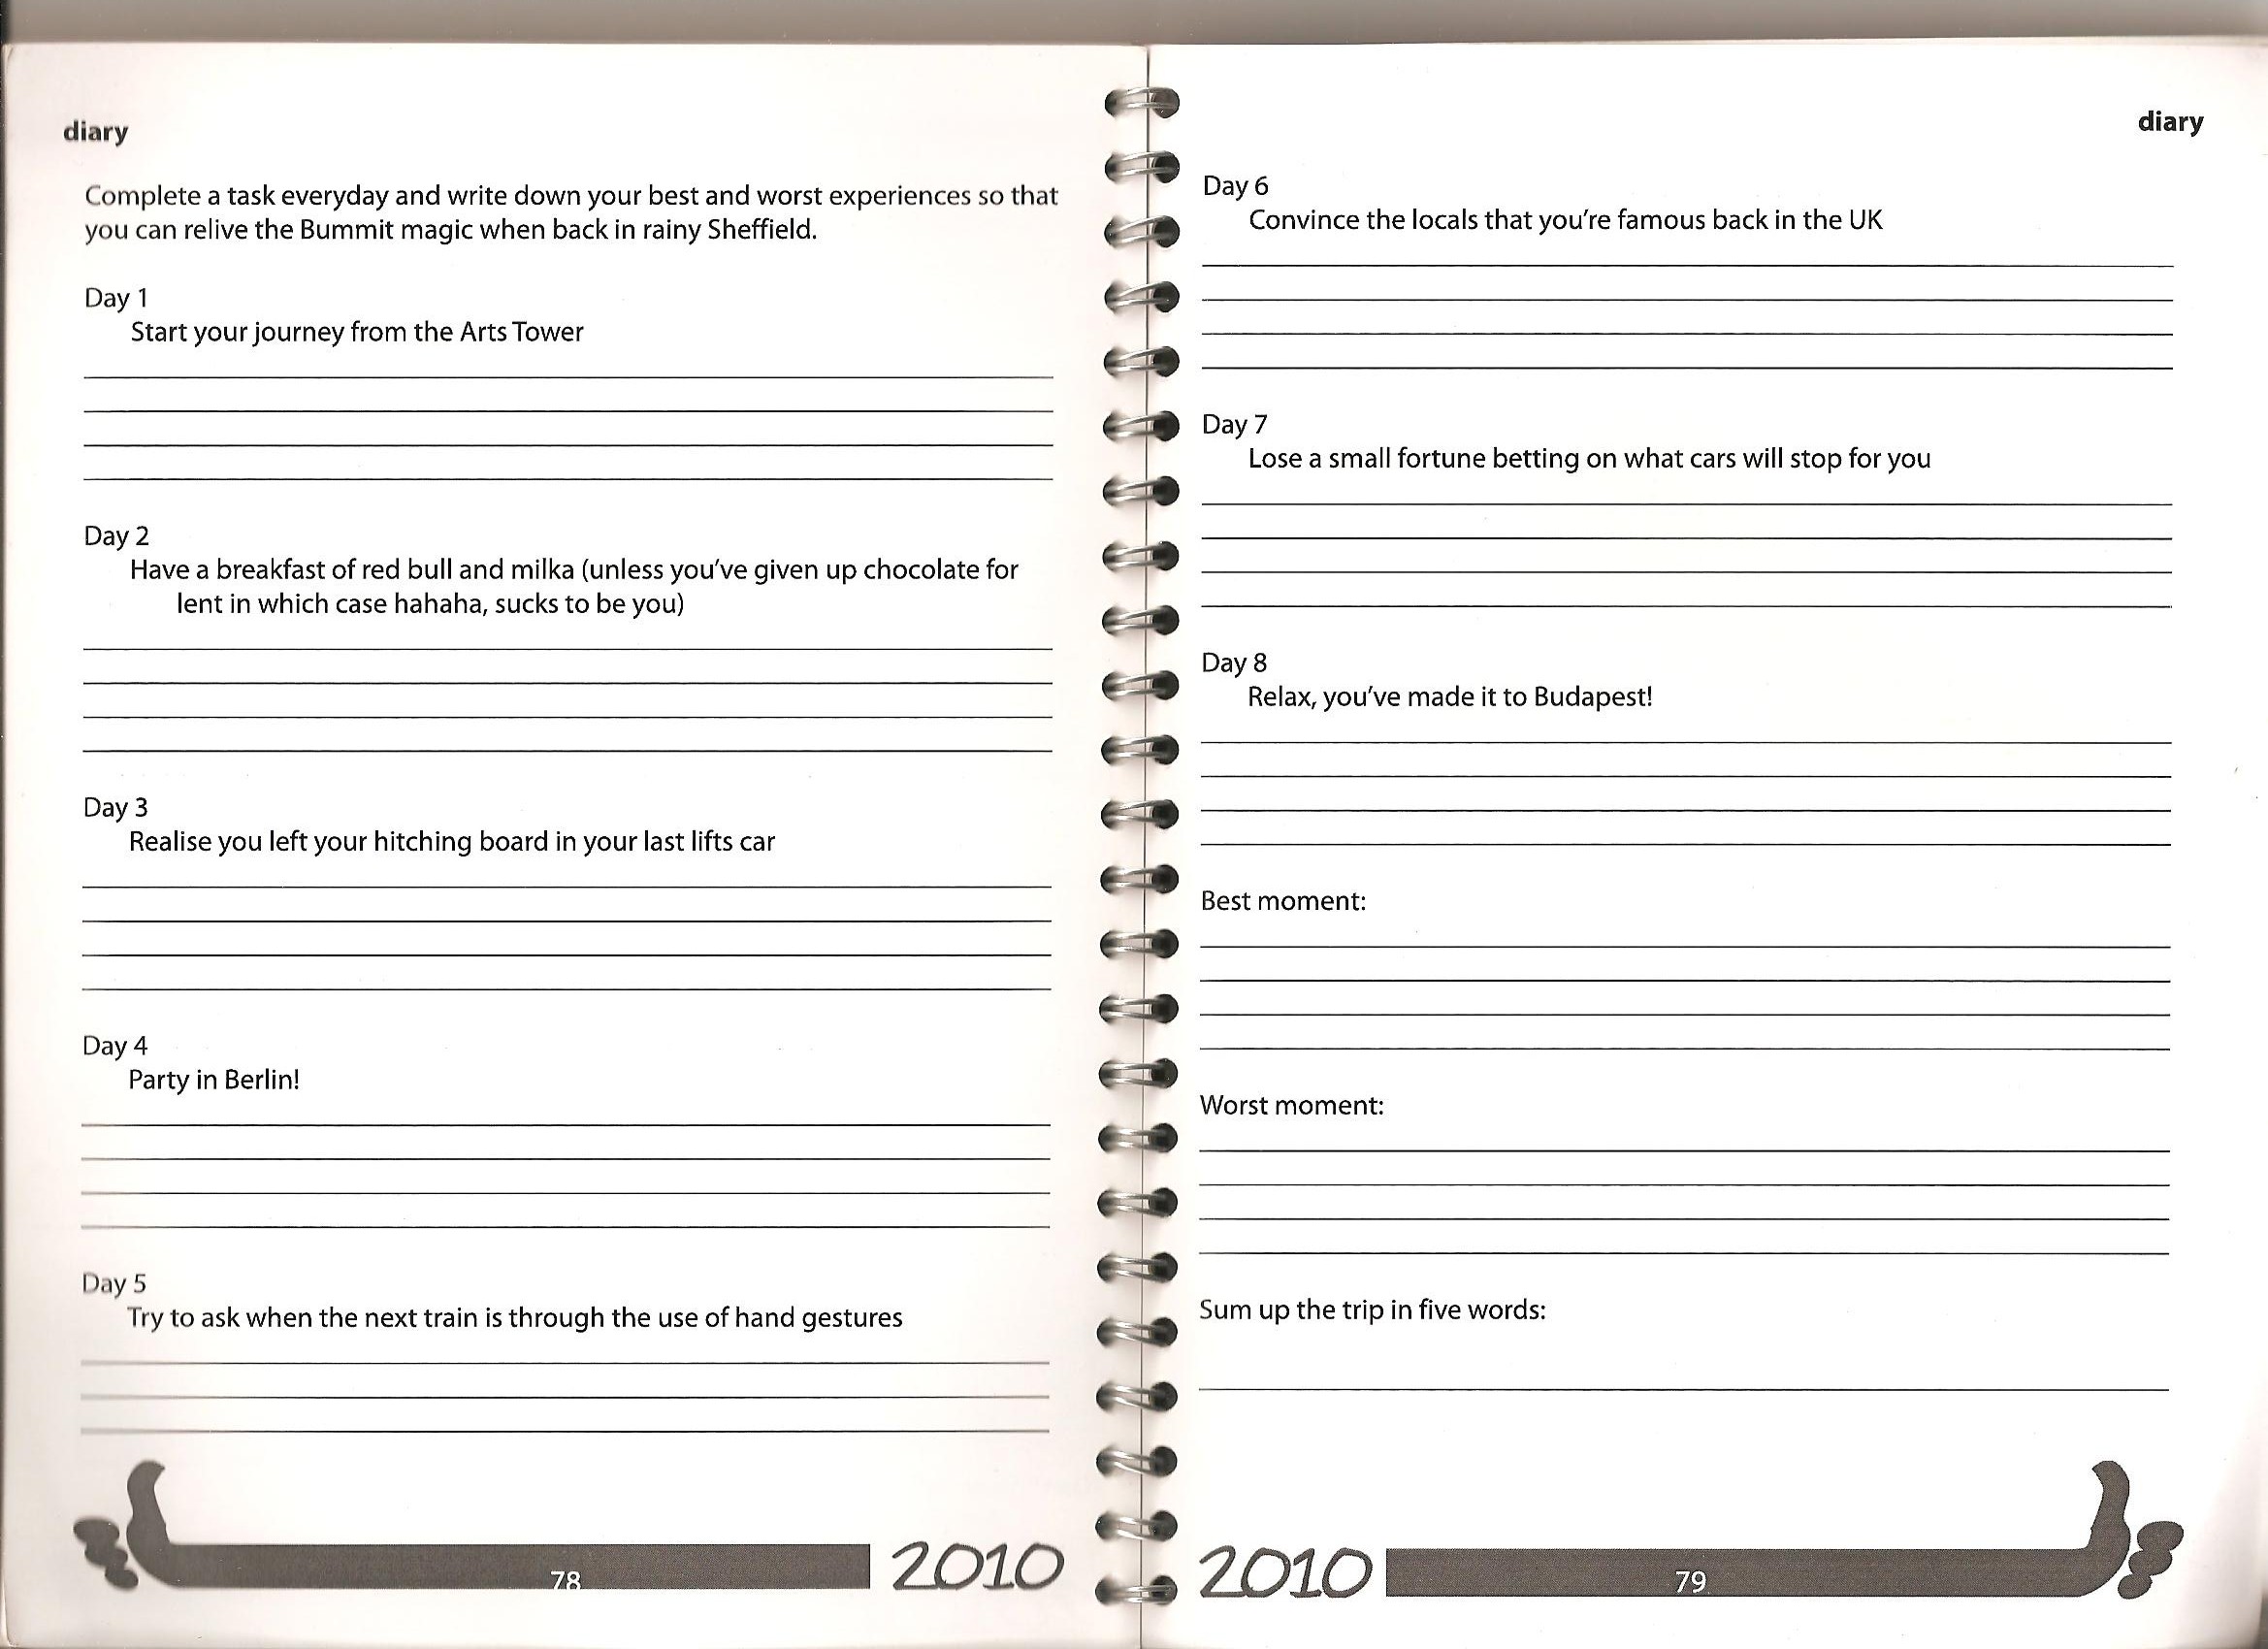 diary
Complete a task everyday and write down your best and worst experiences so that
you can relive the Bummit magic when back in rainy Sheffield.
Day 1
Start your journey from the Arts Tower
Day 2
Have a breakfast of red bull and milka (unless you've given up chocolate for
lent in which case hahaha, sucks to be you)
Day 3
Realise you left your hitching board in your last lifts car
Day 4
Party in Berlin!
Day 5
Try to ask when the next train is through the use of hand gestures
78
2010
diary
Day 6
Convince the locals that you're famous back in the UK
Day 7
Lose a small fortune betting on what cars will stop for you
Day 8
Relax, you've made it to Budapest!
Best moment:
Worst moment:
Sum up the trip in five words:
2010
79